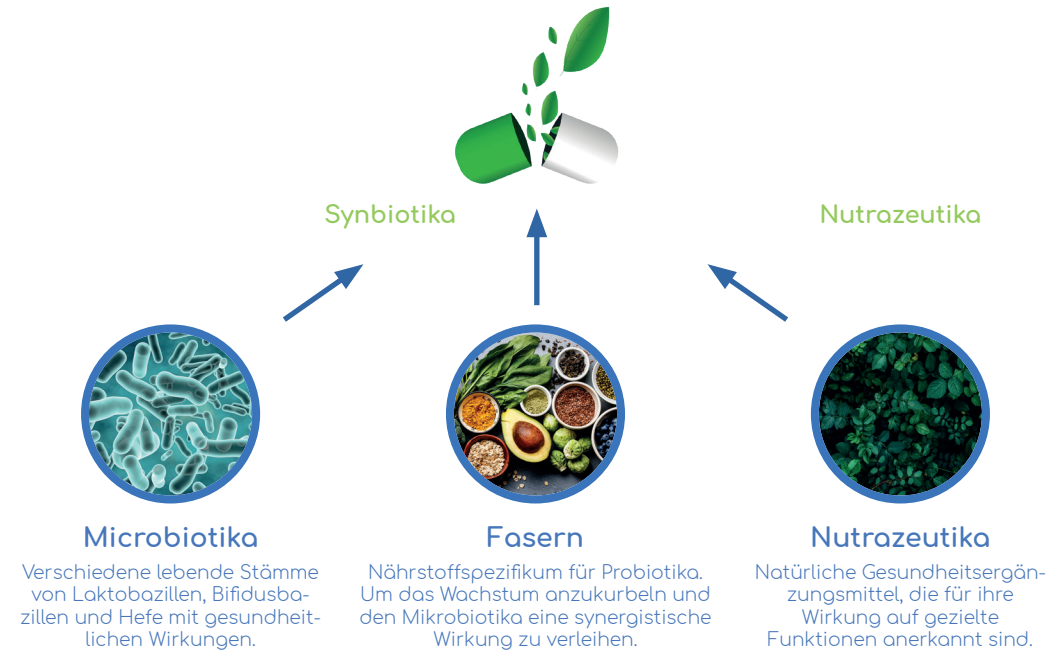 Synbiotika
Nutrazeutika
Microbiotika
Verschiedene lebende Stämme
von Laktobazillen, Bifidusba-
zillen und Hefe mit gesundheit-
lichen Wirkungen.
Fasern
Nährstoffspezifikum für Probiotika.
Um das Wachstum anzukurbeln und
den Mikrobiotika eine synergistische
Wirkung zu verleihen.
Nutrazeutika
Natürliche Gesundheitsergän-
zungsmittel, die für ihre
Wirkung auf gezielte
Funktionen anerkannt sind.